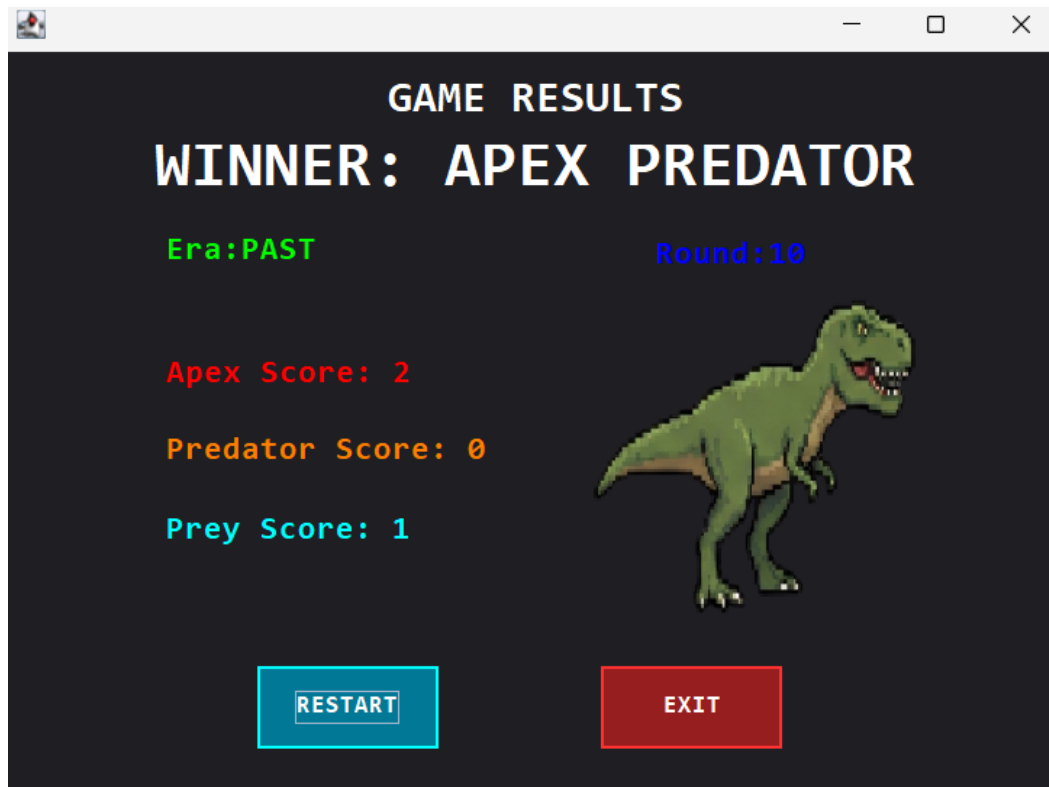 GAME RESULTS
WINNER: APEX PREDATOR
Era:PAST
Round:10
Apex Score: 2
Predator Score: 0
Prey Score: 1
RESTART
EXIT